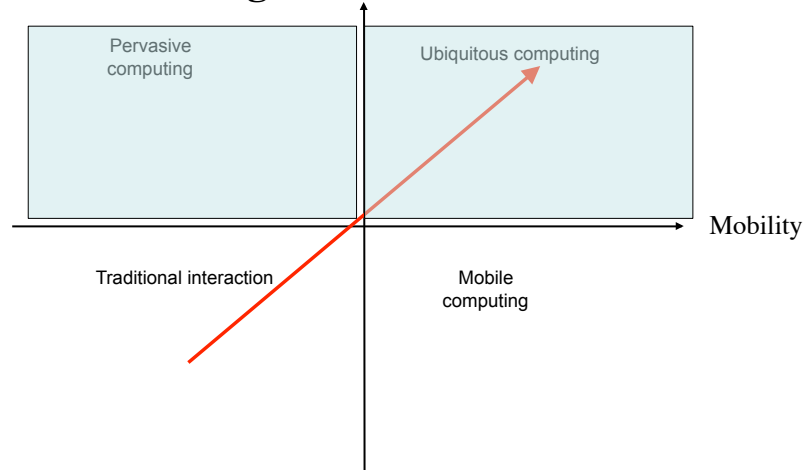 Pervasive
computing
Ubiquitous computing
Mobility
Traditional interaction
Mobile
computing